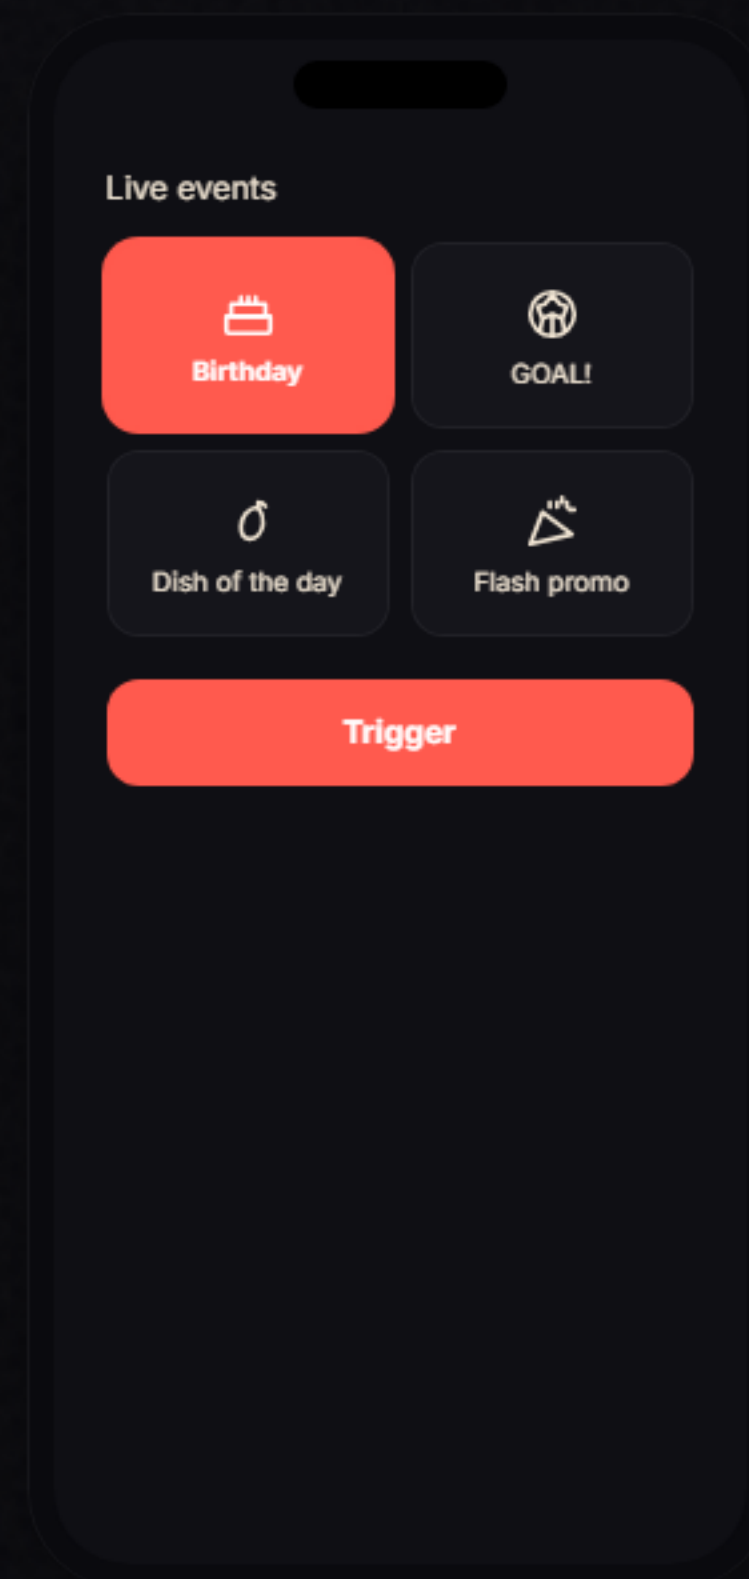 Live events
Birthday
GOAL!
Dish of the day
Flash promo
Trigger